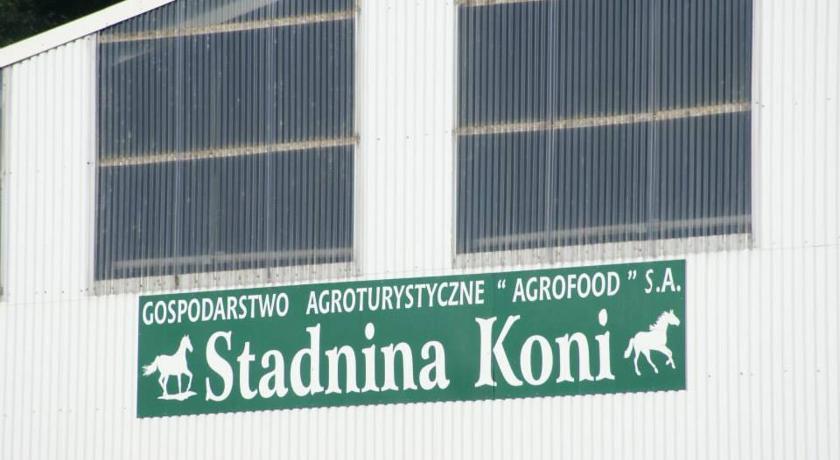 GOSPODARSTWO AGROTURYSTYCZNE “ AGROFOOD ” S.A.
Stadnina Koni